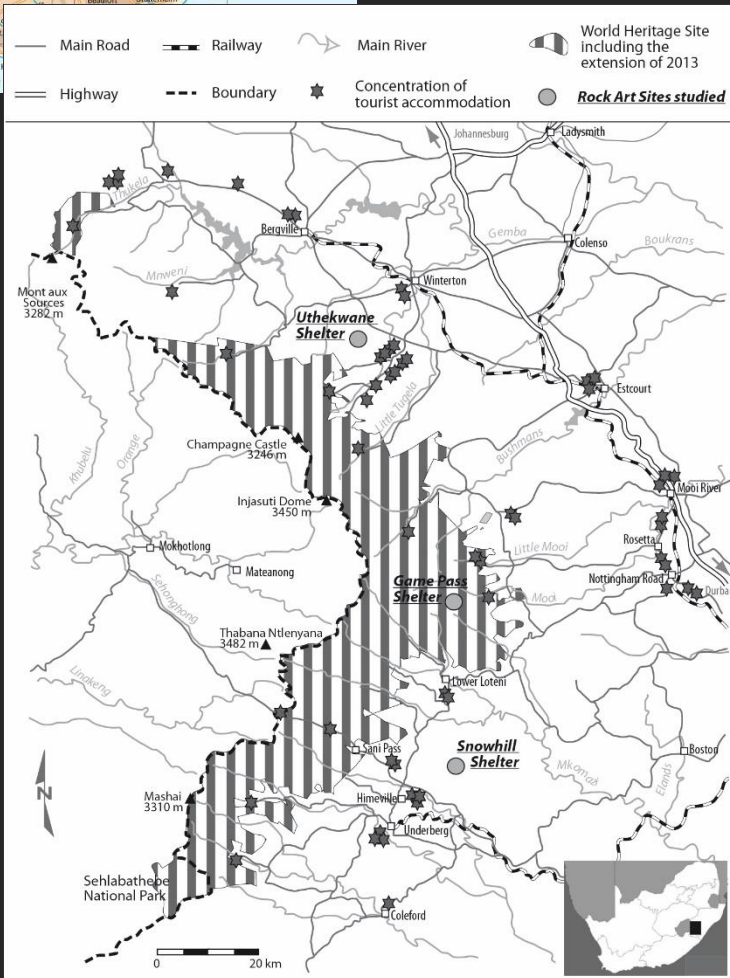 Main Road
Railway
Main River
World Heritage Site
including the
extension of 2013
Highway
Boundary
Concentration of
tourist accommodation
Rock Art Sites studied
Johannesburg
Ladysmith
Thukela
Bergville
Gemba
Colenso
Boukrans
Mnweni
Winterton
Mont aux
Sources
3282 m
Uthekwane
Shelter
Estcourt
Little Tugela
Bushmans
Champagne Castle
3246 m
Khubelu
Orange
Injasuti Dome
3450 m
Mooi River
Mokhotlong
Mateanong
Little Mooi
Rosetta
Game Pass
Shelter
Nottingham Road
Mooi
Durba
Sehonghong
Thabana Ntlenyana
3482 m
Linakeng
Lower Loteni
Sani Pass
Snowhill
Shelter
Boston
Mkomazi
Elands
N
Mashai
3310 m
Himeville
Underberg
Sehlabathebe
National Park
Coleford
0
20 km